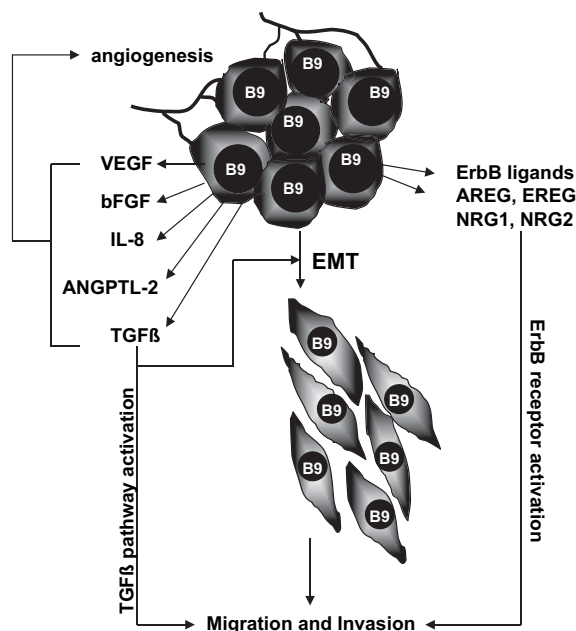 angiogenesis
B9
B9
B9
B9
B9
B9
B9
VEGF
bFGF
IL-8
ANGPTL-2
TGFß
ErbB ligands
AREG, EREG
NRG1, NRG2
EMT
B9
B9
B9
B9
B9
B9
TGFß pathway activation
ErbB receptor activation
Migration and Invasion